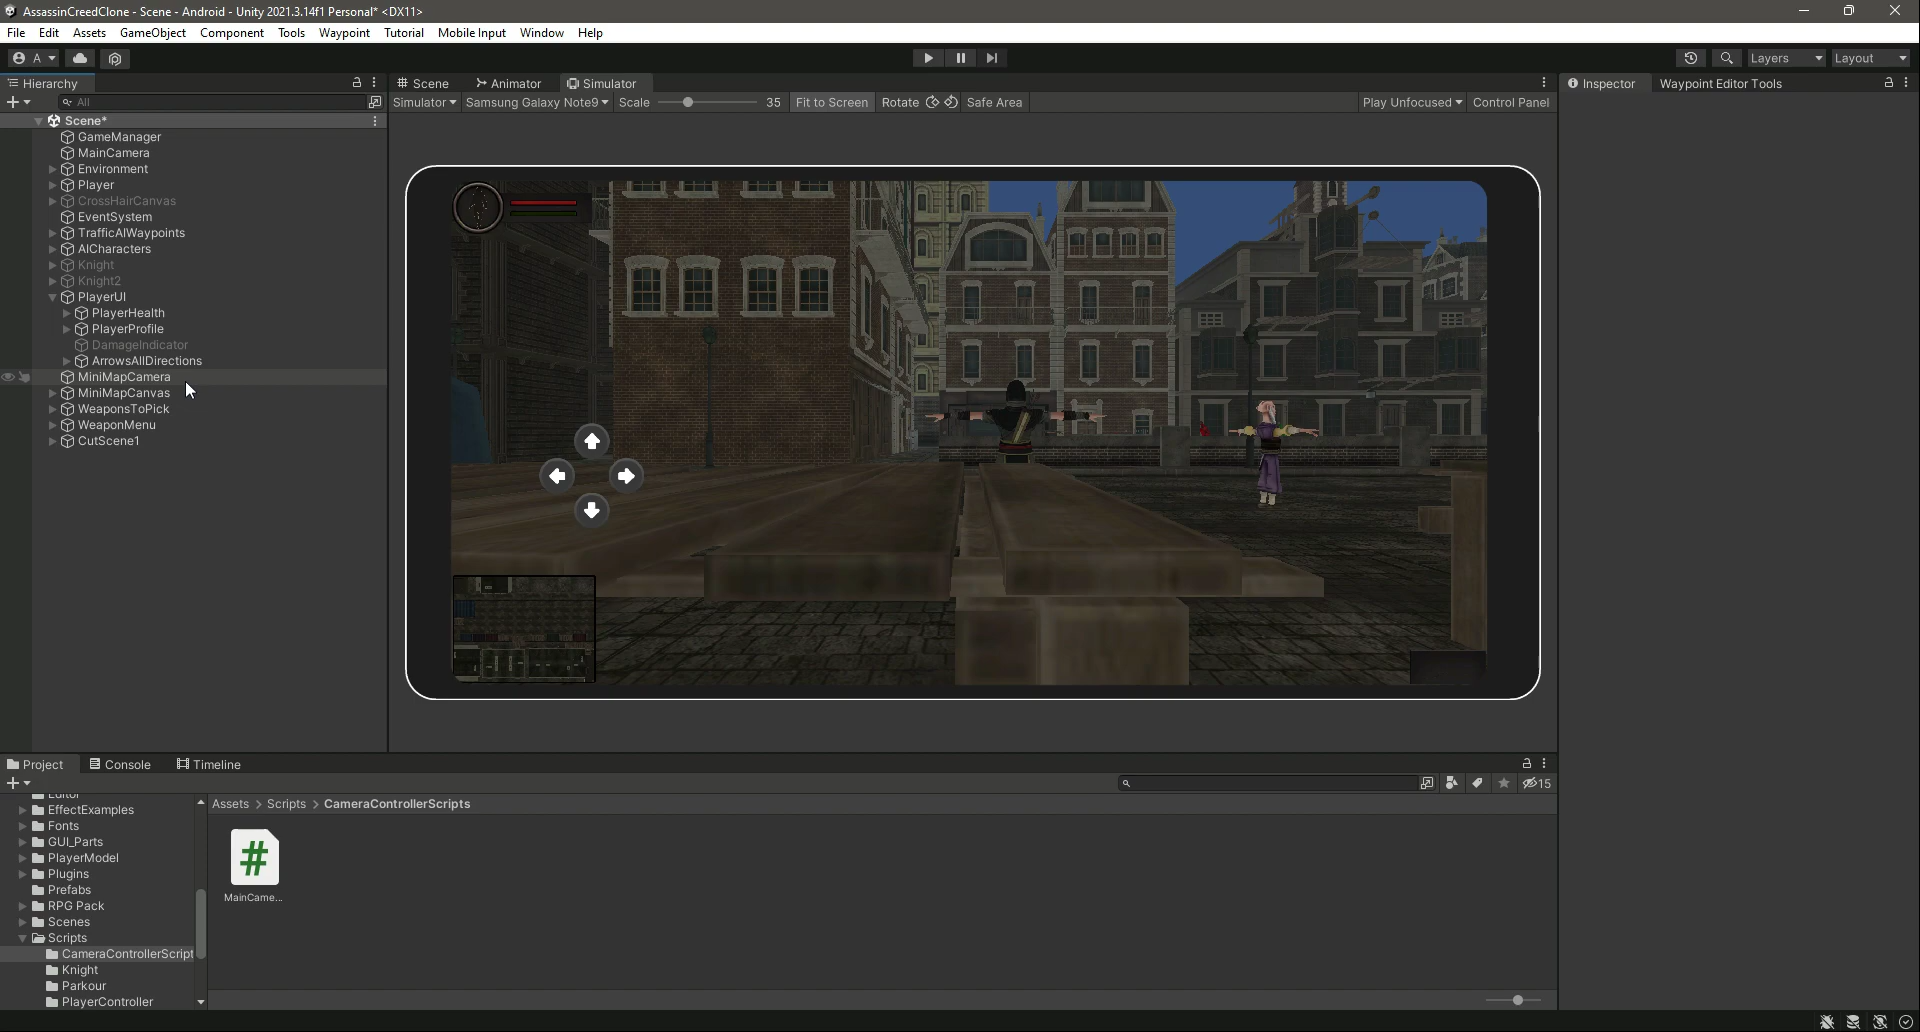 AssassinCreedClone - Scene - Android - Unity 2021.3.14f1 Personal* <DX11>
File Edit Assets GameObject Component Tools Jobs Waypoint Tutorial Mobile Input Window Help
A
Layers
Layout
Hierarchy
All
Scene*
GameManager
MainCamera
Environment
Player
CrossHairCanvas
EventSystem
TrafficAIWaypoints
AICharacters
Knight
Knight2
PlayerUI
PlayerHealth
PlayerProfile
DamageIndicator
ArrowsAllDirections
MiniMapCamera
MiniMapCanvas
WeaponsToPick
WeaponMenu
CutScene1
Scene Animator Simulator
Simulator Samsung Galaxy Note9 Scale 35 Fit to Screen Rotate Safe Area Play Unfocused Control Panel
Inspector Waypoint Editor Tools
Project Console Timeline
15
Editor
EffectExamples
Fonts
GUI_Parts
PlayerModel
Plugins
Prefabs
RPG Pack
Scenes
Scripts
CameraControllerScript
Knight
Parkour
PlayerController
Assets > Scripts > CameraControllerScripts
#
MainCame...